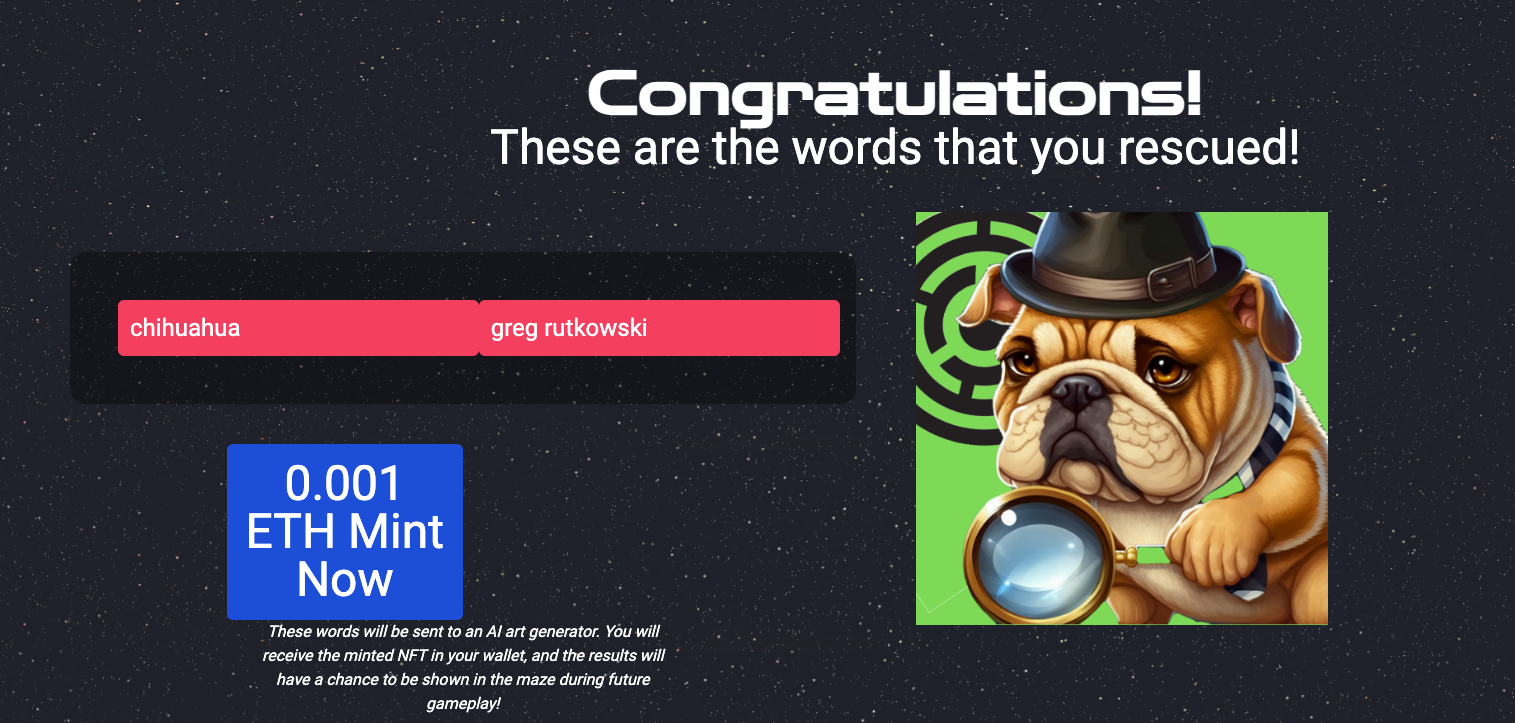 Congratulations!
These are the words that you rescued!
chihuahua
greg rutkowski
0.001
ETH Mint
Now
These words will be sent to an AI art generator. You will
receive the minted NFT in your wallet, and the results will
have a chance to be shown in the maze during future
gameplay!